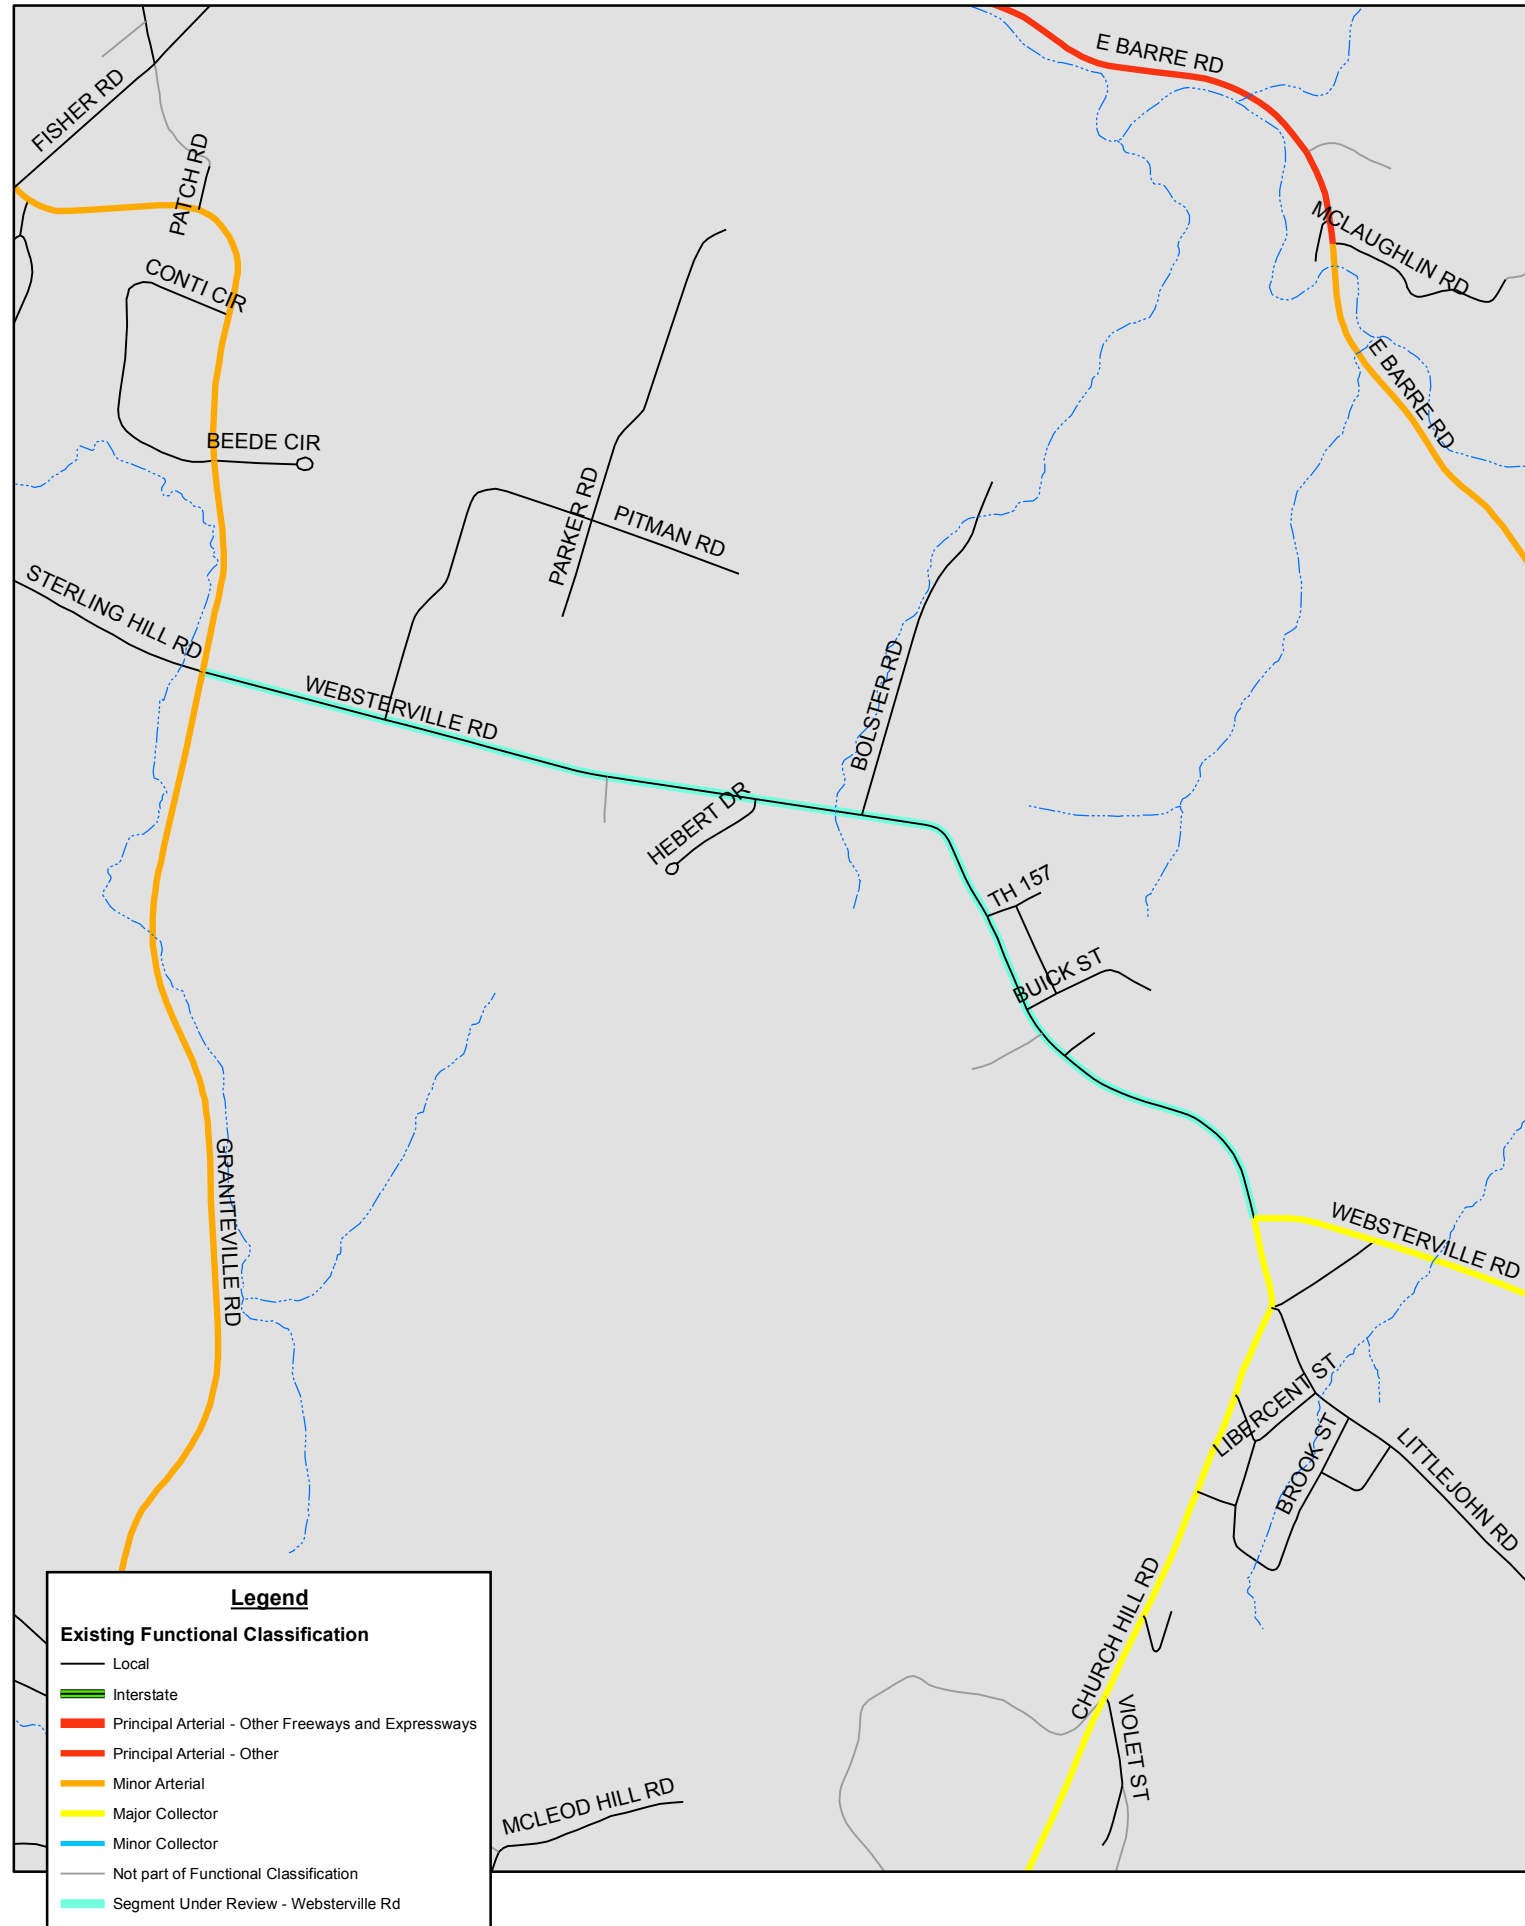 E BARRE RD
FISHER RD
PATCH RD
MCLAUGHLIN RD
CONTI CIR
E BARRE RD
BEEDE CIR
PARKER RD
PITMAN RD
STERLING HILL RD
WEBSTERVILLE RD
BOLSTER RD
HEBERT DR
TH 157
BUICK ST
GRANITEVILLE RD
WEBSTERVILLE RD
LIBERCENT ST
BROOK ST
LITTLEJOHN RD
CHURCH HILL RD
VIOLET ST
MCLEOD HILL RD
Legend
Existing Functional Classification
Local
Interstate
Principal Arterial - Other Freeways and Expressways
Principal Arterial - Other
Minor Arterial
Major Collector
Minor Collector
Not part of Functional Classification
Segment Under Review - Websterville Rd